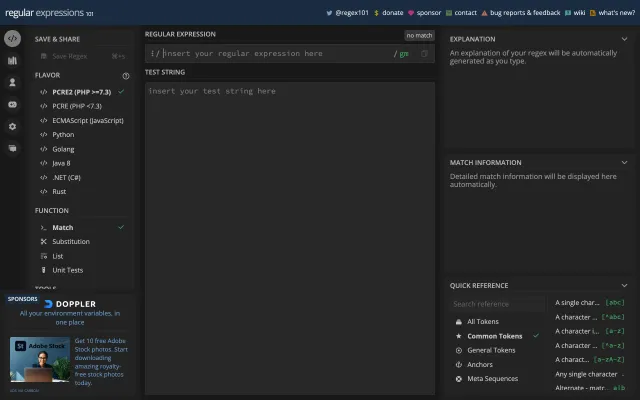 regular expressions 101
@regex101
$ donate
sponsor
contact
bug reports & feedback
wiki
what's new?
SAVE & SHARE
Save Regex
FLAVOR
</> PCRE2 (PHP >=7.3)
</> PCRE (PHP <7.3)
</> ECMAScript (JavaScript)
</> Python
</> Golang
</> Java 8
</> .NET (C#)
</> Rust
FUNCTION
Match
Substitution
List
Unit Tests
TOOLS
SPONSORS
DOPPLER
All your environment variables, in
one place
St Adobe Stock
Get 10 free Adobe
Stock photos. Start
downloading
amazing royalty-
free stock photos
today.
REGULAR EXPRESSION
no match
/ insert your regular expression here
/ gm
TEST STRING
insert your test string here
EXPLANATION
An explanation of your regex will be automatically
generated as you type.
MATCH INFORMATION
Detailed match information will be displayed here
automatically.
QUICK REFERENCE
Search reference
All Tokens
Common Tokens
General Tokens
Anchors
Meta Sequences
A single char... [abc]
A character ... [^abc]
A character i... [a-z]
A character ... [^a-z]
A charact... [a-zA-Z]
Any single character .
Alternate - matr... a|b